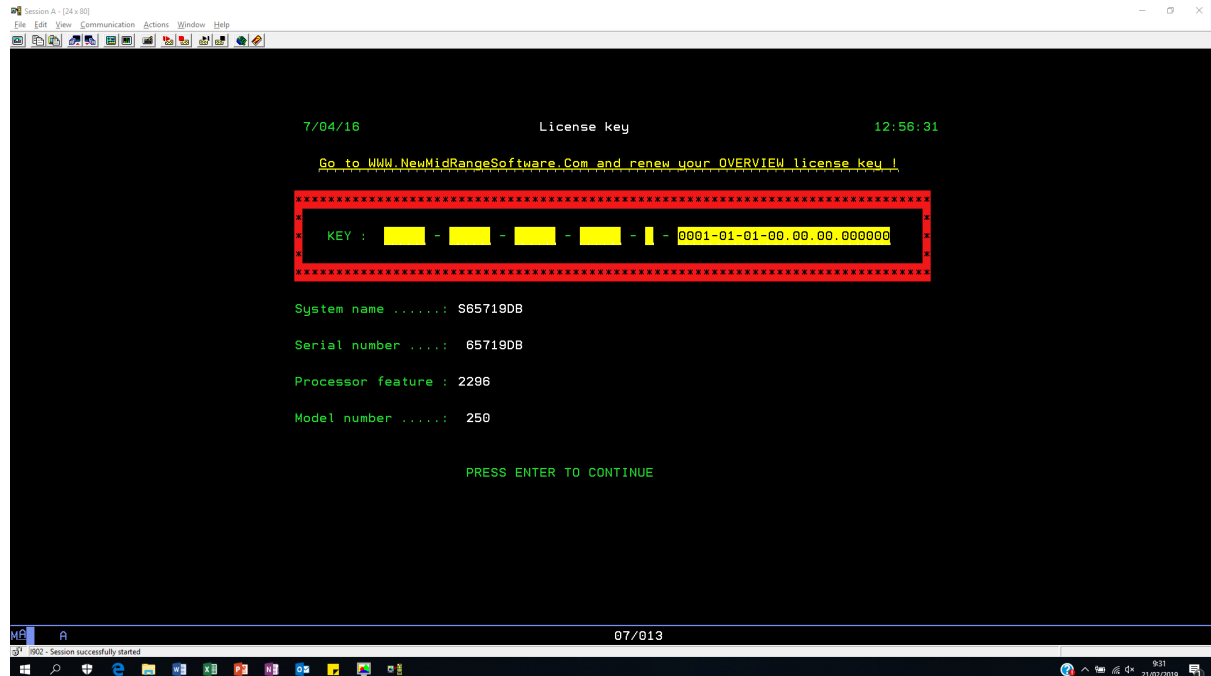 Session A - [24 x 80]
File Edit View Communication Actions Window Help
7/04/16 License key 12:56:31
Go to WWW.NewMidRangeSoftware.Com and renew your OVERVIEW license key !
******************************************************************************
* *
* KEY : - - - - - 0001-01-01-00.00.00.000000 *
* *
******************************************************************************
System name ......: S65719DB
Serial number ....: 65719DB
Processor feature : 2296
Model number .....: 250
PRESS ENTER TO CONTINUE
MA A 07/013
I902 - Session successfully started
9:31
21/02/2019